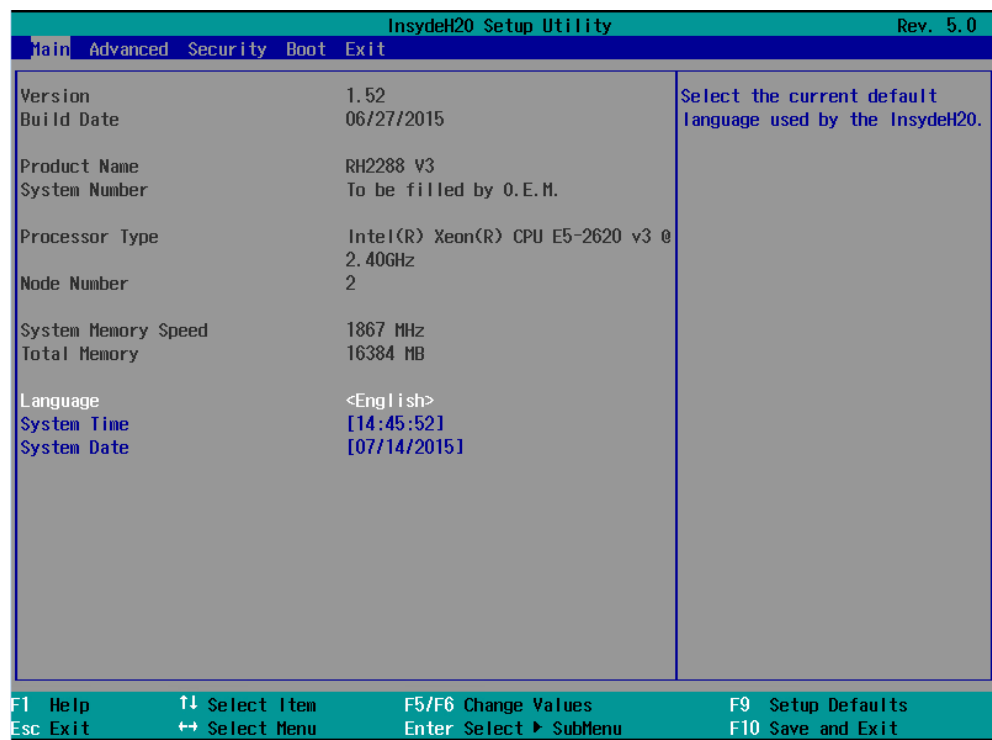 InsydeH20 Setup Utility Rev. 5.0
Main Advanced Security Boot Exit
Version 1.52
Build Date 06/27/2015
Product Name RH2288 V3
System Number To be filled by O.E.M.
Processor Type Intel(R) Xeon(R) CPU E5-2620 v3 @
2.40GHz
Node Number 2
System Memory Speed 1867 MHz
Total Memory 16384 MB
Language <English>
System Time [14:45:52]
System Date [07/14/2015]
Select the current default
language used by the InsydeH20.
F1 Help ↑↓ Select Item F5/F6 Change Values F9 Setup Defaults
Esc Exit ↔ Select Menu Enter Select ▶ SubMenu F10 Save and Exit